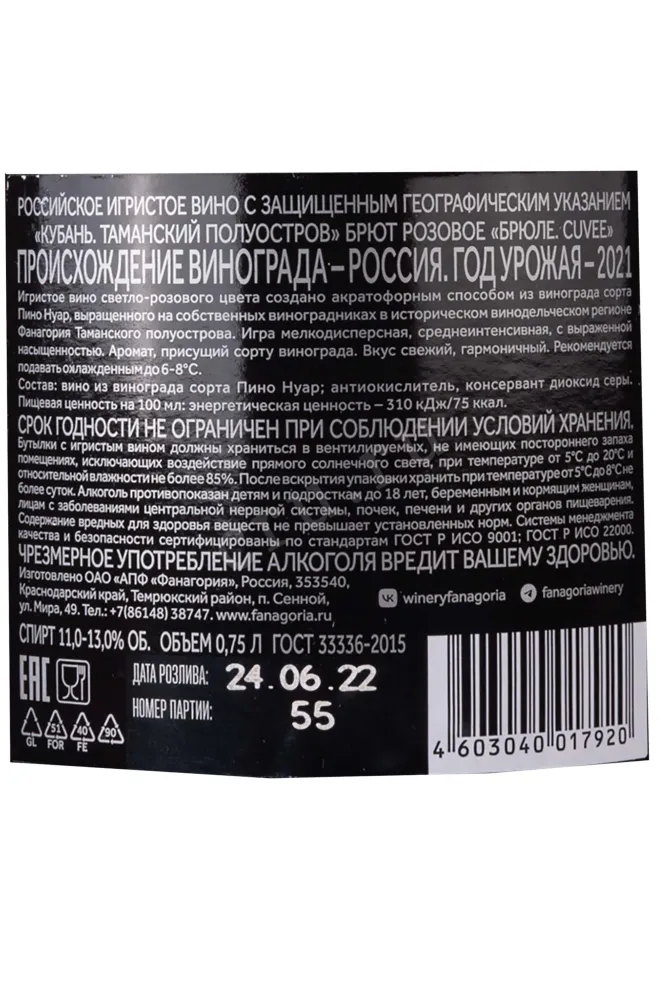 РОССИЙСКОЕ ИГРИСТОЕ ВИНО С ЗАЩИЩЕННЫМ ГЕОГРАФИЧЕСКИМ УКАЗАНИЕМ
«КУБАНЬ. ТАМАНСКИЙ ПОЛУОСТРОВ» БРЮТ РОЗОВОЕ «БРЮЛЕ. CUVEE»
ПРОИСХОЖДЕНИЕ ВИНОГРАДА – РОССИЯ. ГОД УРОЖАЯ – 2021
Игристое вино светло-розового цвета создано акратофорным способом из винограда сорта
Пино Нуар, выращенного на собственных виноградниках в историческом винодельческом регионе
Фанагория Таманского полуострова. Игра мелкодисперсная, среднеинтенсивная, с выраженной
насыщенностью. Аромат, присущий сорту винограда. Вкус свежий, гармоничный. Рекомендуется
подавать охлажденным до 6-8°С.
Состав: вино из винограда сорта Пино Нуар; антиокислитель, консервант диоксид серы.
Пищевая ценность на 100 мл: энергетическая ценность – 310 кДж/75 ккал.
СРОК ГОДНОСТИ НЕ ОГРАНИЧЕН ПРИ СОБЛЮДЕНИИ УСЛОВИЙ ХРАНЕНИЯ.
Бутылки с игристым вином должны храниться в вентилируемых, не имеющих постороннего запаха
помещениях, исключающих воздействие прямого солнечного света, при температуре от 5°С до 20°С и
относительной влажности не более 85%. После вскрытия упаковки хранить при температуре от 5°С до 8°С не
более суток. Алкоголь противопоказан детям и подросткам до 18 лет, беременным и кормящим женщинам,
лицам с заболеваниями центральной нервной системы, почек, печени и других органов пищеварения.
Содержание вредных для здоровья веществ не превышает установленных норм. Системы менеджмента
качества и безопасности сертифицированы по стандартам ГОСТ Р ИСО 9001; ГОСТ Р ИСО 22000.
ЧРЕЗМЕРНОЕ УПОТРЕБЛЕНИЕ АЛКОГОЛЯ ВРЕДИТ ВАШЕМУ ЗДОРОВЬЮ.
Изготовлено ОАО «АПФ «Фанагория», Россия, 353540,
Краснодарский край, Темрюкский район, п. Сенной,
ул. Мира, 49. Тел.: +7(86148) 38747. www.fanagoria.ru
wineryfanagoria
fanagoriawinery
СПИРТ 11,0-13,0% ОБ. ОБЪЕМ 0,75 Л ГОСТ 33336-2015
EAC
ДАТА РОЗЛИВА: 24.06.22
НОМЕР ПАРТИИ: 55
GL
51
FOR
40
FE
90
4 603040 017920